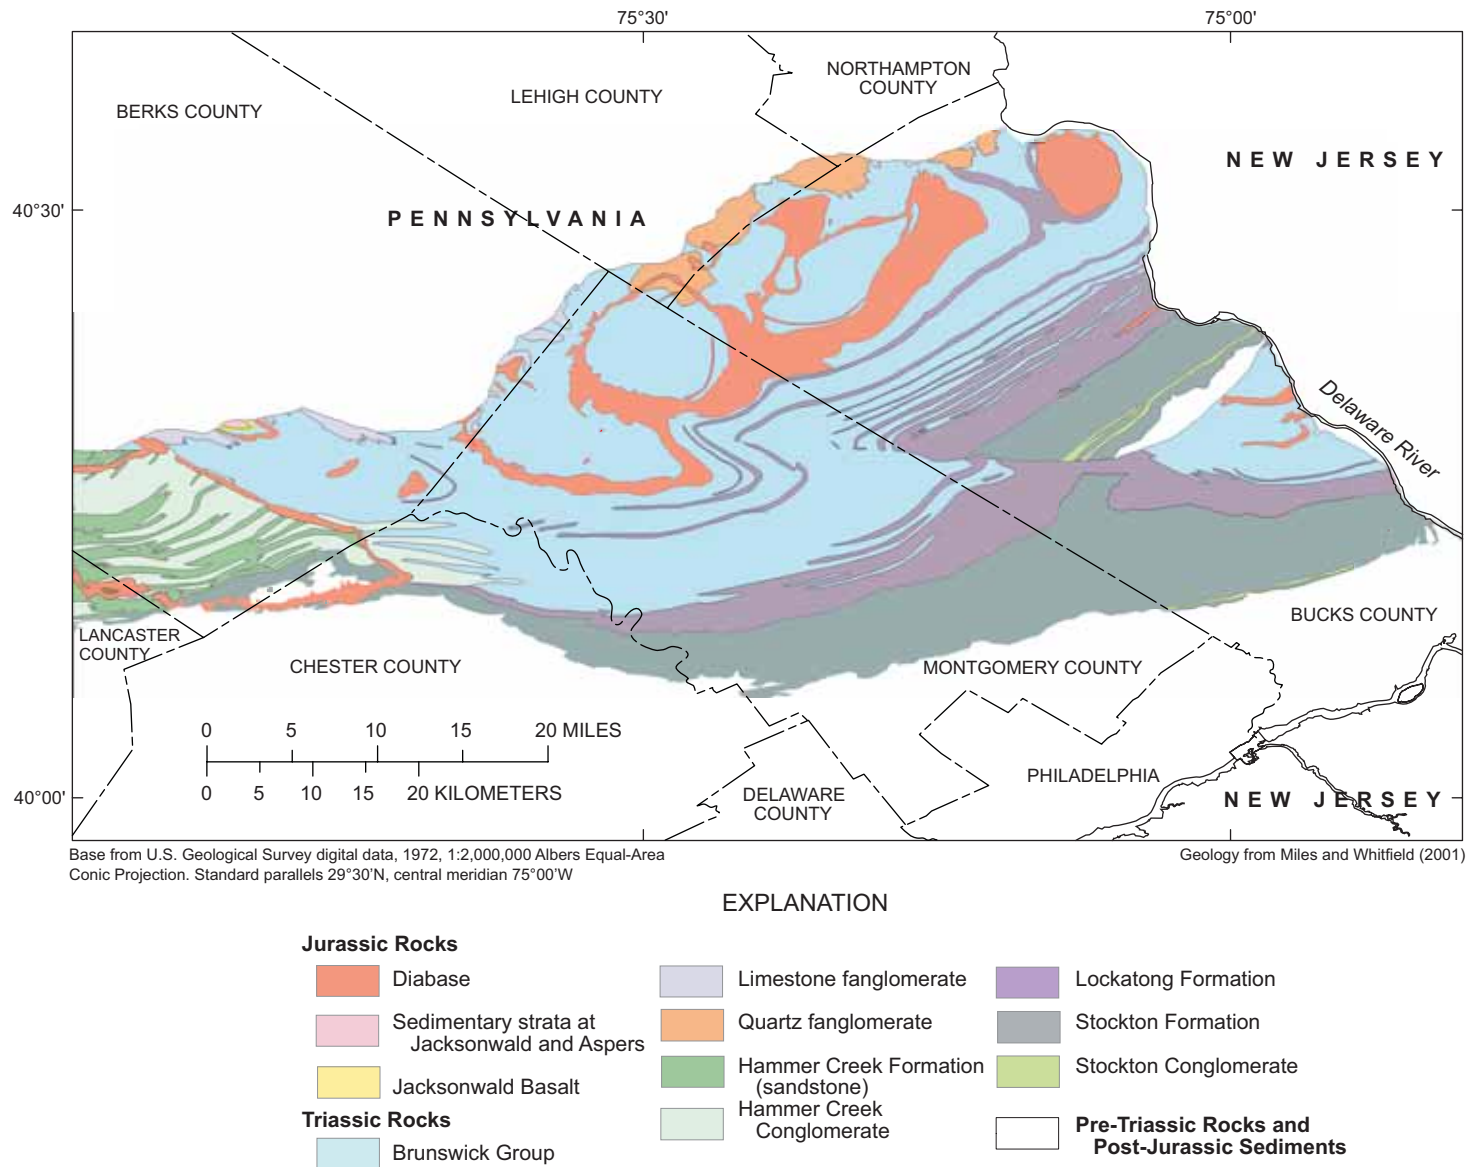 75°30'
75°00'
NORTHAMPTON
COUNTY
LEHIGH COUNTY
BERKS COUNTY
NEW JERSEY
40°30'
PENNSYLVANIA
Delaware River
BUCKS COUNTY
LANCASTER
COUNTY
CHESTER COUNTY
MONTGOMERY COUNTY
0 5 10 15 20 MILES
0 5 10 15 20 KILOMETERS
PHILADELPHIA
DELAWARE
COUNTY
40°00'
NEW JERSEY
Base from U.S. Geological Survey digital data, 1972, 1:2,000,000 Albers Equal-Area
Conic Projection. Standard parallels 29°30'N, central meridian 75°00'W
Geology from Miles and Whitfield (2001)
EXPLANATION
Jurassic Rocks
Diabase
Sedimentary strata at
Jacksonwald and Aspers
Jacksonwald Basalt
Triassic Rocks
Brunswick Group
Limestone fanglomerate
Quartz fanglomerate
Hammer Creek Formation
(sandstone)
Hammer Creek
Conglomerate
Lockatong Formation
Stockton Formation
Stockton Conglomerate
Pre-Triassic Rocks and
Post-Jurassic Sediments